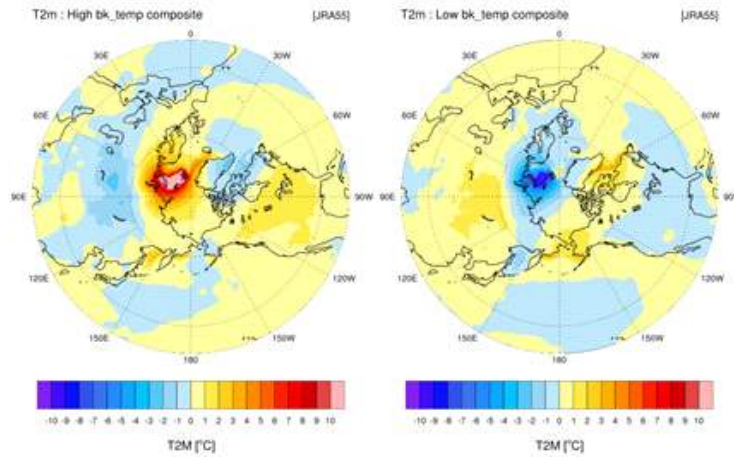 T2m : High bk_temp composite [JRA55]
0
30W
60W
90W
120W
150W
180
150E
120E
90E
60E
-10 -9 -8 -7 -6 -5 -4 -3 -2 -1 0 1 2 3 4 5 6 7 8 9 10
T2M [°C]
T2m : Low bk_temp composite [JRA55]
0
30W
60W
90W
120W
150W
180
150E
120E
90E
60E
-10 -9 -8 -7 -6 -5 -4 -3 -2 -1 0 1 2 3 4 5 6 7 8 9 10
T2M [°C]